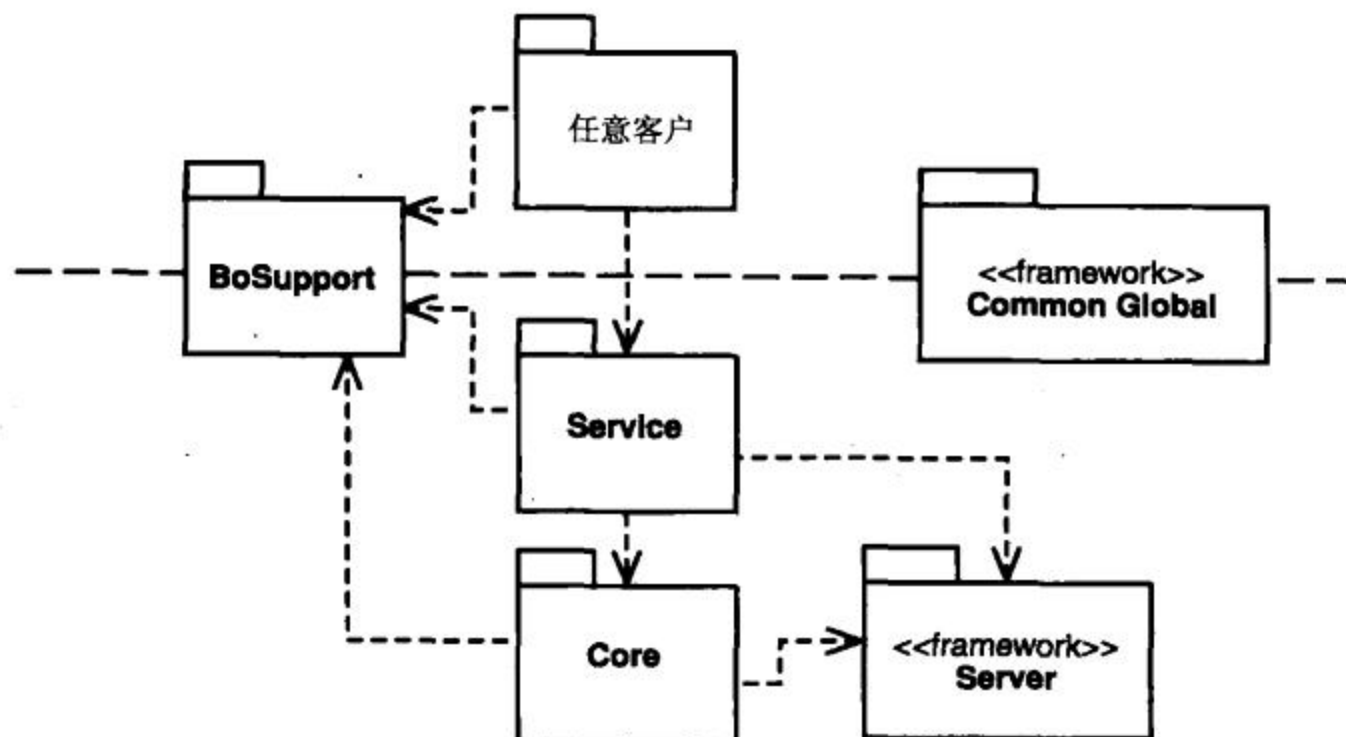 任意客户
BoSupport
<<framework>>
Common Global
Service
Core
<<framework>>
Server